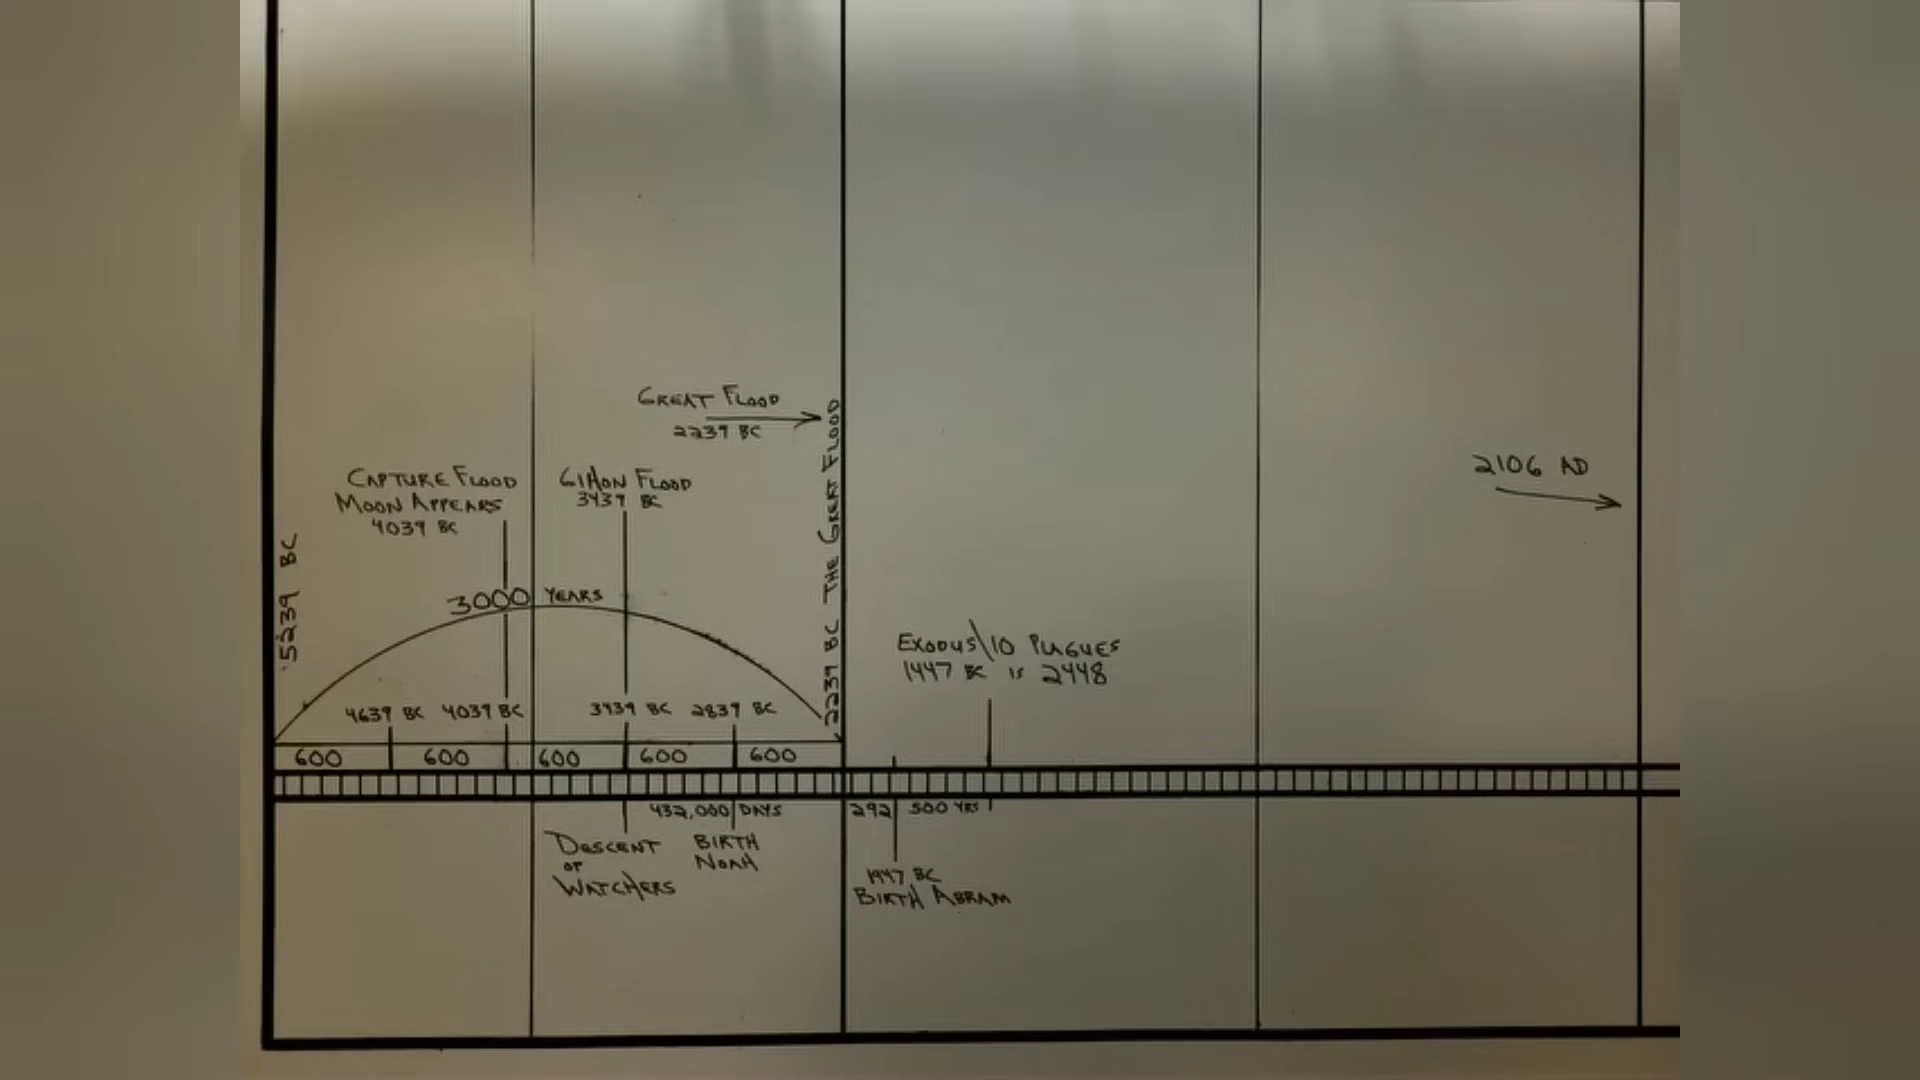 GREAT FLOOD
2239 BC
CAPTURE FLOOD
MOON APPEARS
4039 BC
GIHON FLOOD
3439 BC
2106 AD
5239 BC
2239 BC THE GREAT FLOOD
3000 YEARS
EXODUS\10 PLAGUES
1447 BC IS 2448
4639 BC 4039 BC 3439 BC 2839 BC
600 600 600 600 600
432,000 DAYS
292 500 YRS
DESCENT
OF
WATCHERS
BIRTH
NOAH
1947 BC
BIRTH ABRAM